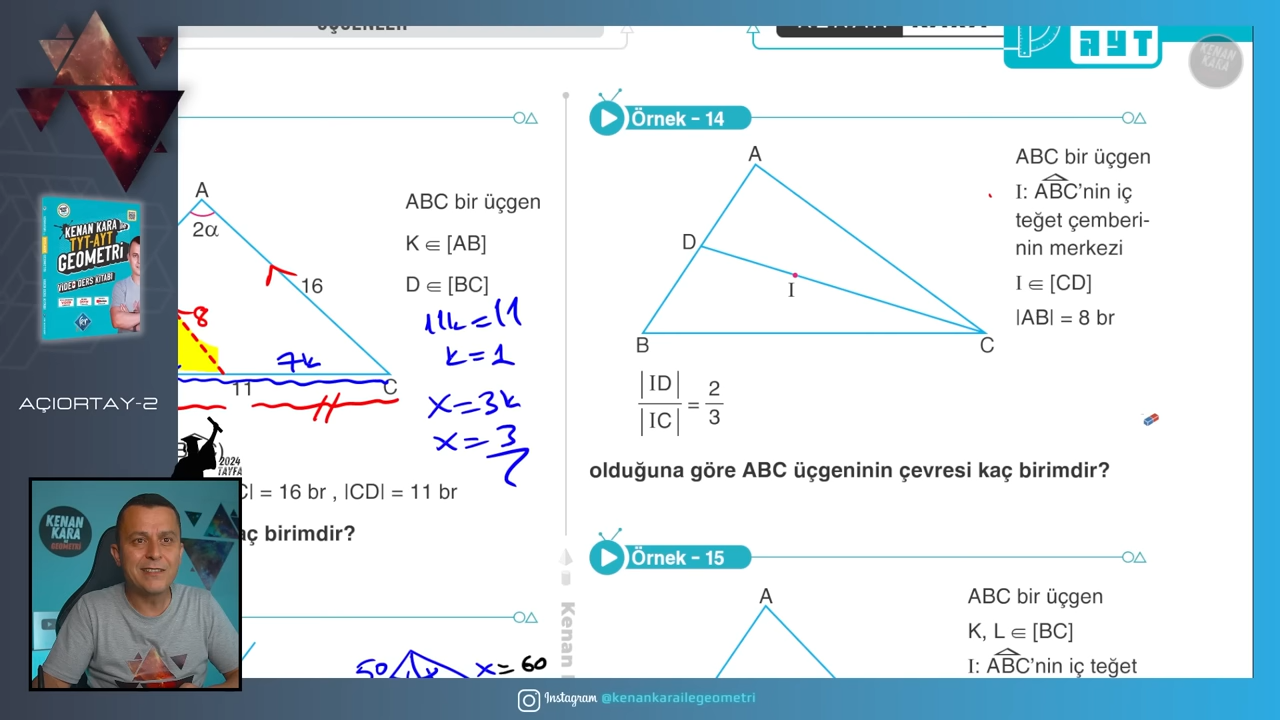 KENAN KARA
AYT
KENAN
KARA
KENAN KARA
TYT-AYT
GEOMETRİ
VİDEO DERS KİTABI
AÇIORTAY-2
A
2α
16
8
7k
11
C
ABC bir üçgen
K ∈ [AB]
D ∈ [BC]
11k = 11
k = 1
x = 3k
x = 3
2024
TAYFA
C| = 16 br , |CD| = 11 br
aç birimdir?
50
x
x = 60
Örnek – 14
A
D
I
B
C
ABC bir üçgen
I: ABC'nin iç
teğet çemberi-
nin merkezi
I ∈ [CD]
|AB| = 8 br
|ID|
|IC|
=
2
3
olduğuna göre ABC üçgeninin çevresi kaç birimdir?
Örnek – 15
A
ABC bir üçgen
K, L ∈ [BC]
I: ABC'nin iç teğet
Kenan
KENAN
KARA
GEOMETRİ
Instagram @kenankarailegeometri